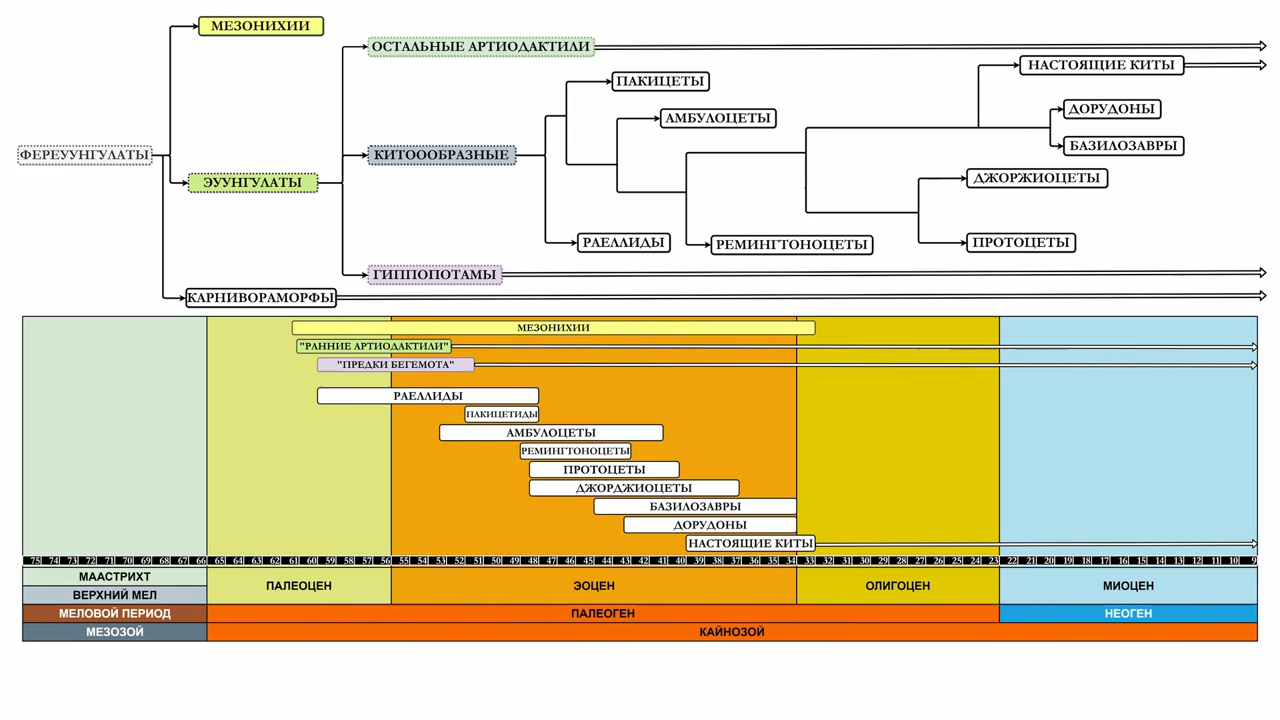 МЕЗОНИХИИ
ОСТАЛЬНЫЕ АРТИОДАКТИЛИ
НАСТОЯЩИЕ КИТЫ
ПАКИЦЕТЫ
ДОРУДОНЫ
АМБУЛОЦЕТЫ
БАЗИЛОЗАВРЫ
ФЕРЕУУНГУЛАТЫ
КИТОООБРАЗНЫЕ
ЭУУНГУЛАТЫ
ДЖОРЖИОЦЕТЫ
РАЕЛЛИДЫ
РЕМИНГТОНОЦЕТЫ
ПРОТОЦЕТЫ
ГИППОПОТАМЫ
КАРНИВОРАМОРФЫ
МЕЗОНИХИИ
"РАННИЕ АРТИОДАКТИЛИ"
"ПРЕДКИ БЕГЕМОТА"
РАЕЛЛИДЫ
ПАКИЦЕТИДЫ
АМБУЛОЦЕТЫ
РЕМИНГТОНОЦЕТЫ
ПРОТОЦЕТЫ
ДЖОРДЖИОЦЕТЫ
БАЗИЛОЗАВРЫ
ДОРУДОНЫ
НАСТОЯЩИЕ КИТЫ
75 74 73 72 71 70 69 68 67 66 65 64 63 62 61 60 59 58 57 56 55 54 53 52 51 50 49 48 47 46 45 44 43 42 41 40 39 38 37 36 35 34 33 32 31 30 29 28 27 26 25 24 23 22 21 20 19 18 17 16 15 14 13 12 11 10 9
МААСТРИХТ
ПАЛЕОЦЕН ЭОЦЕН ОЛИГОЦЕН МИОЦЕН
ВЕРХНИЙ МЕЛ
МЕЛОВОЙ ПЕРИОД ПАЛЕОГЕН НЕОГЕН
МЕЗОЗОЙ КАЙНОЗОЙ